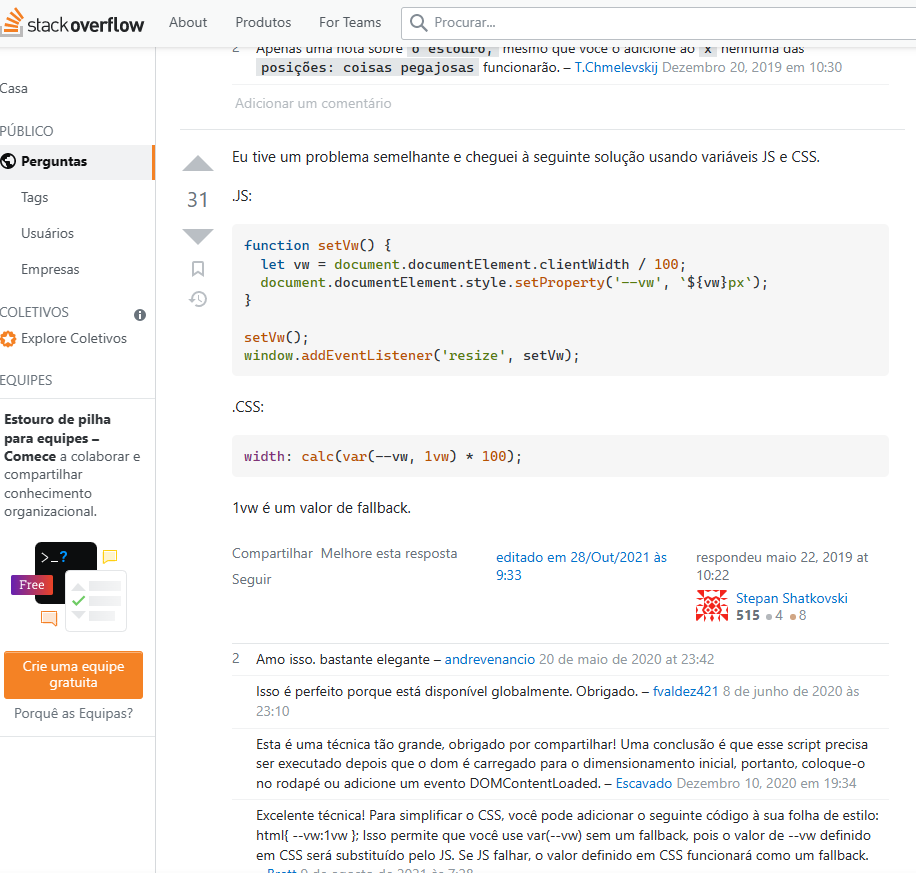 stackoverflow
About Produtos For Teams Procurar...
Casa
PÚBLICO
Perguntas
Tags
Usuários
Empresas
COLETIVOS
Explore Coletivos
EQUIPES
Estouro de pilha
para equipes –
Comece a colaborar e
compartilhar
conhecimento
organizacional.
>_?
Free
Crie uma equipe
gratuita
Porquê as Equipas?
2 Apenas uma nota sobre o estouro, mesmo que você o adicione ao x nenhuma das
posições: coisas pegajosas funcionarão. – T.Chmelevskij Dezembro 20, 2019 em 10:30
Adicionar um comentário
31
Eu tive um problema semelhante e cheguei à seguinte solução usando variáveis JS e CSS.
.JS:
function setVw() {
let vw = document.documentElement.clientWidth / 100;
document.documentElement.style.setProperty('--vw', `${vw}px`);
}
setVw();
window.addEventListener('resize', setVw);
.CSS:
width: calc(var(--vw, 1vw) * 100);
1vw é um valor de fallback.
Compartilhar Melhore esta resposta
Seguir
editado em 28/Out/2021 às
9:33
respondeu maio 22, 2019 at
10:22
Stepan Shatkovski
515 4 8
2 Amo isso. bastante elegante – andrevenancio 20 de maio de 2020 at 23:42
Isso é perfeito porque está disponível globalmente. Obrigado. – fvaldez421 8 de junho de 2020 às
23:10
Esta é uma técnica tão grande, obrigado por compartilhar! Uma conclusão é que esse script precisa
ser executado depois que o dom é carregado para o dimensionamento inicial, portanto, coloque-o
no rodapé ou adicione um evento DOMContentLoaded. – Escavado Dezembro 10, 2020 em 19:34
Excelente técnica! Para simplificar o CSS, você pode adicionar o seguinte código à sua folha de estilo:
html{ --vw:1vw }; Isso permite que você use var(--vw) sem um fallback, pois o valor de --vw definido
em CSS será substituído pelo JS. Se JS falhar, o valor definido em CSS funcionará como um fallback.
– Brett 9 de agosto de 2021 às 7:28